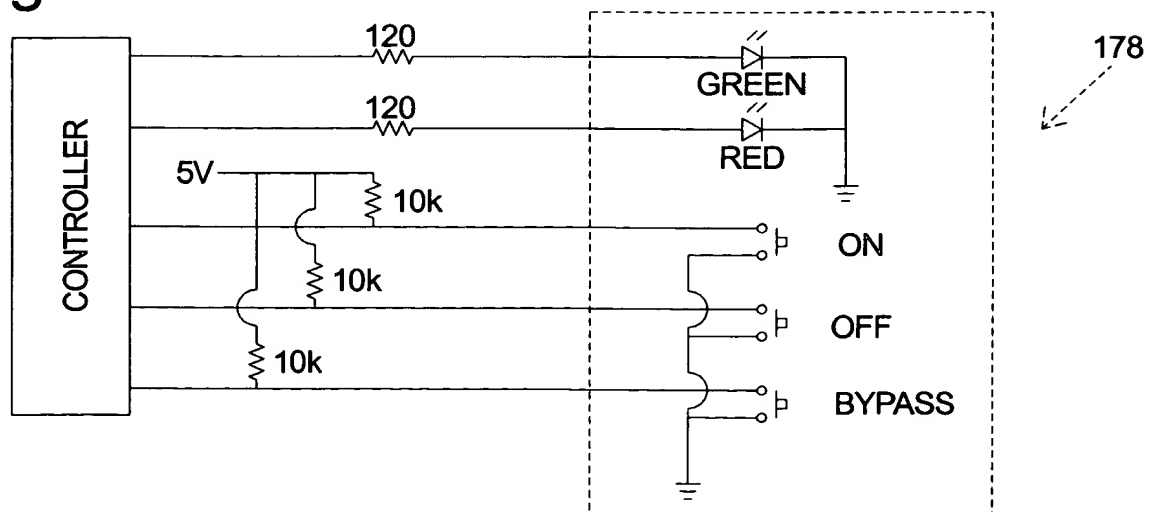 120
178
GREEN
120
CONTROLLER
RED
5V
10k
ON
10k
OFF
10k
BYPASS